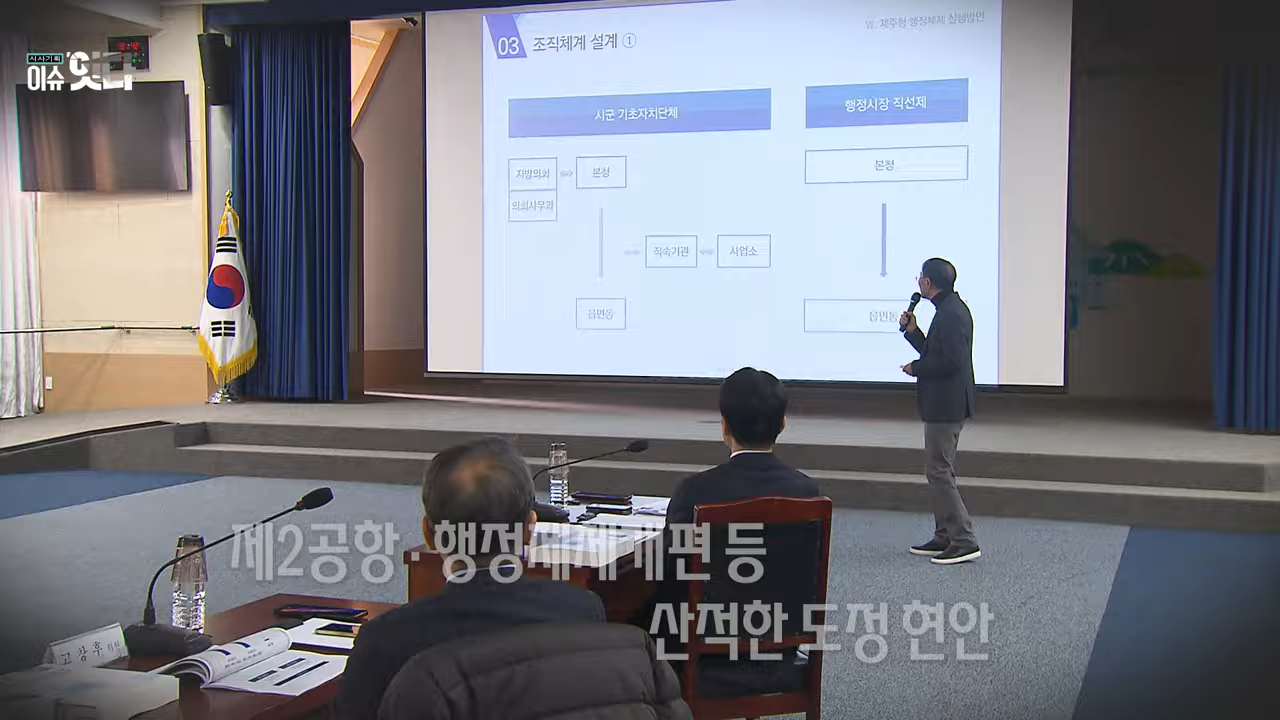 시사기획
이슈 '잇다
Ⅳ. 제주형 행정체제 실행방안
03 조직체계 설계 ①
시군 기초자치단체
행정시장 직선제
지방의회
본청
본청
의회사무과
직속기관
사업소
읍면동
읍면동
제2공항·행정체제개편 등
산적한 도정 현안
고창후 위원